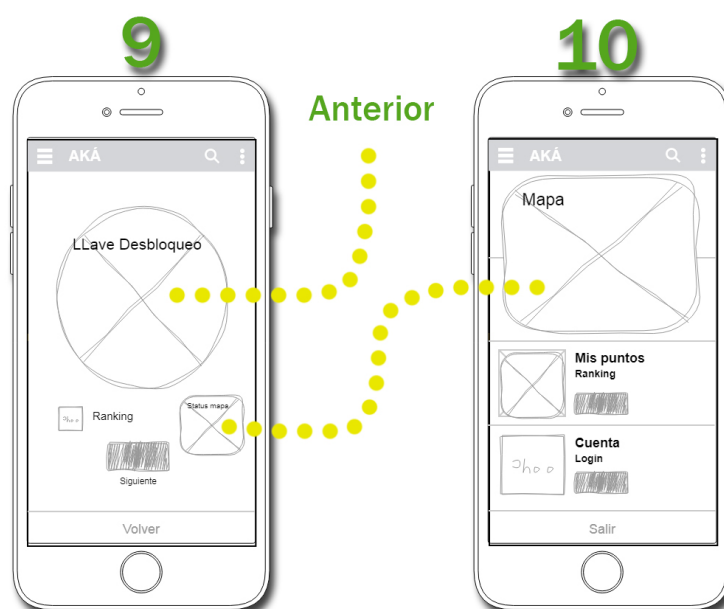 9
10
Anterior
AKÁ
LLave Desbloqueo
Ranking
Status mapa
Siguiente
Volver
AKÁ
Mapa
Mis puntos
Ranking
Cuenta
Login
Salir